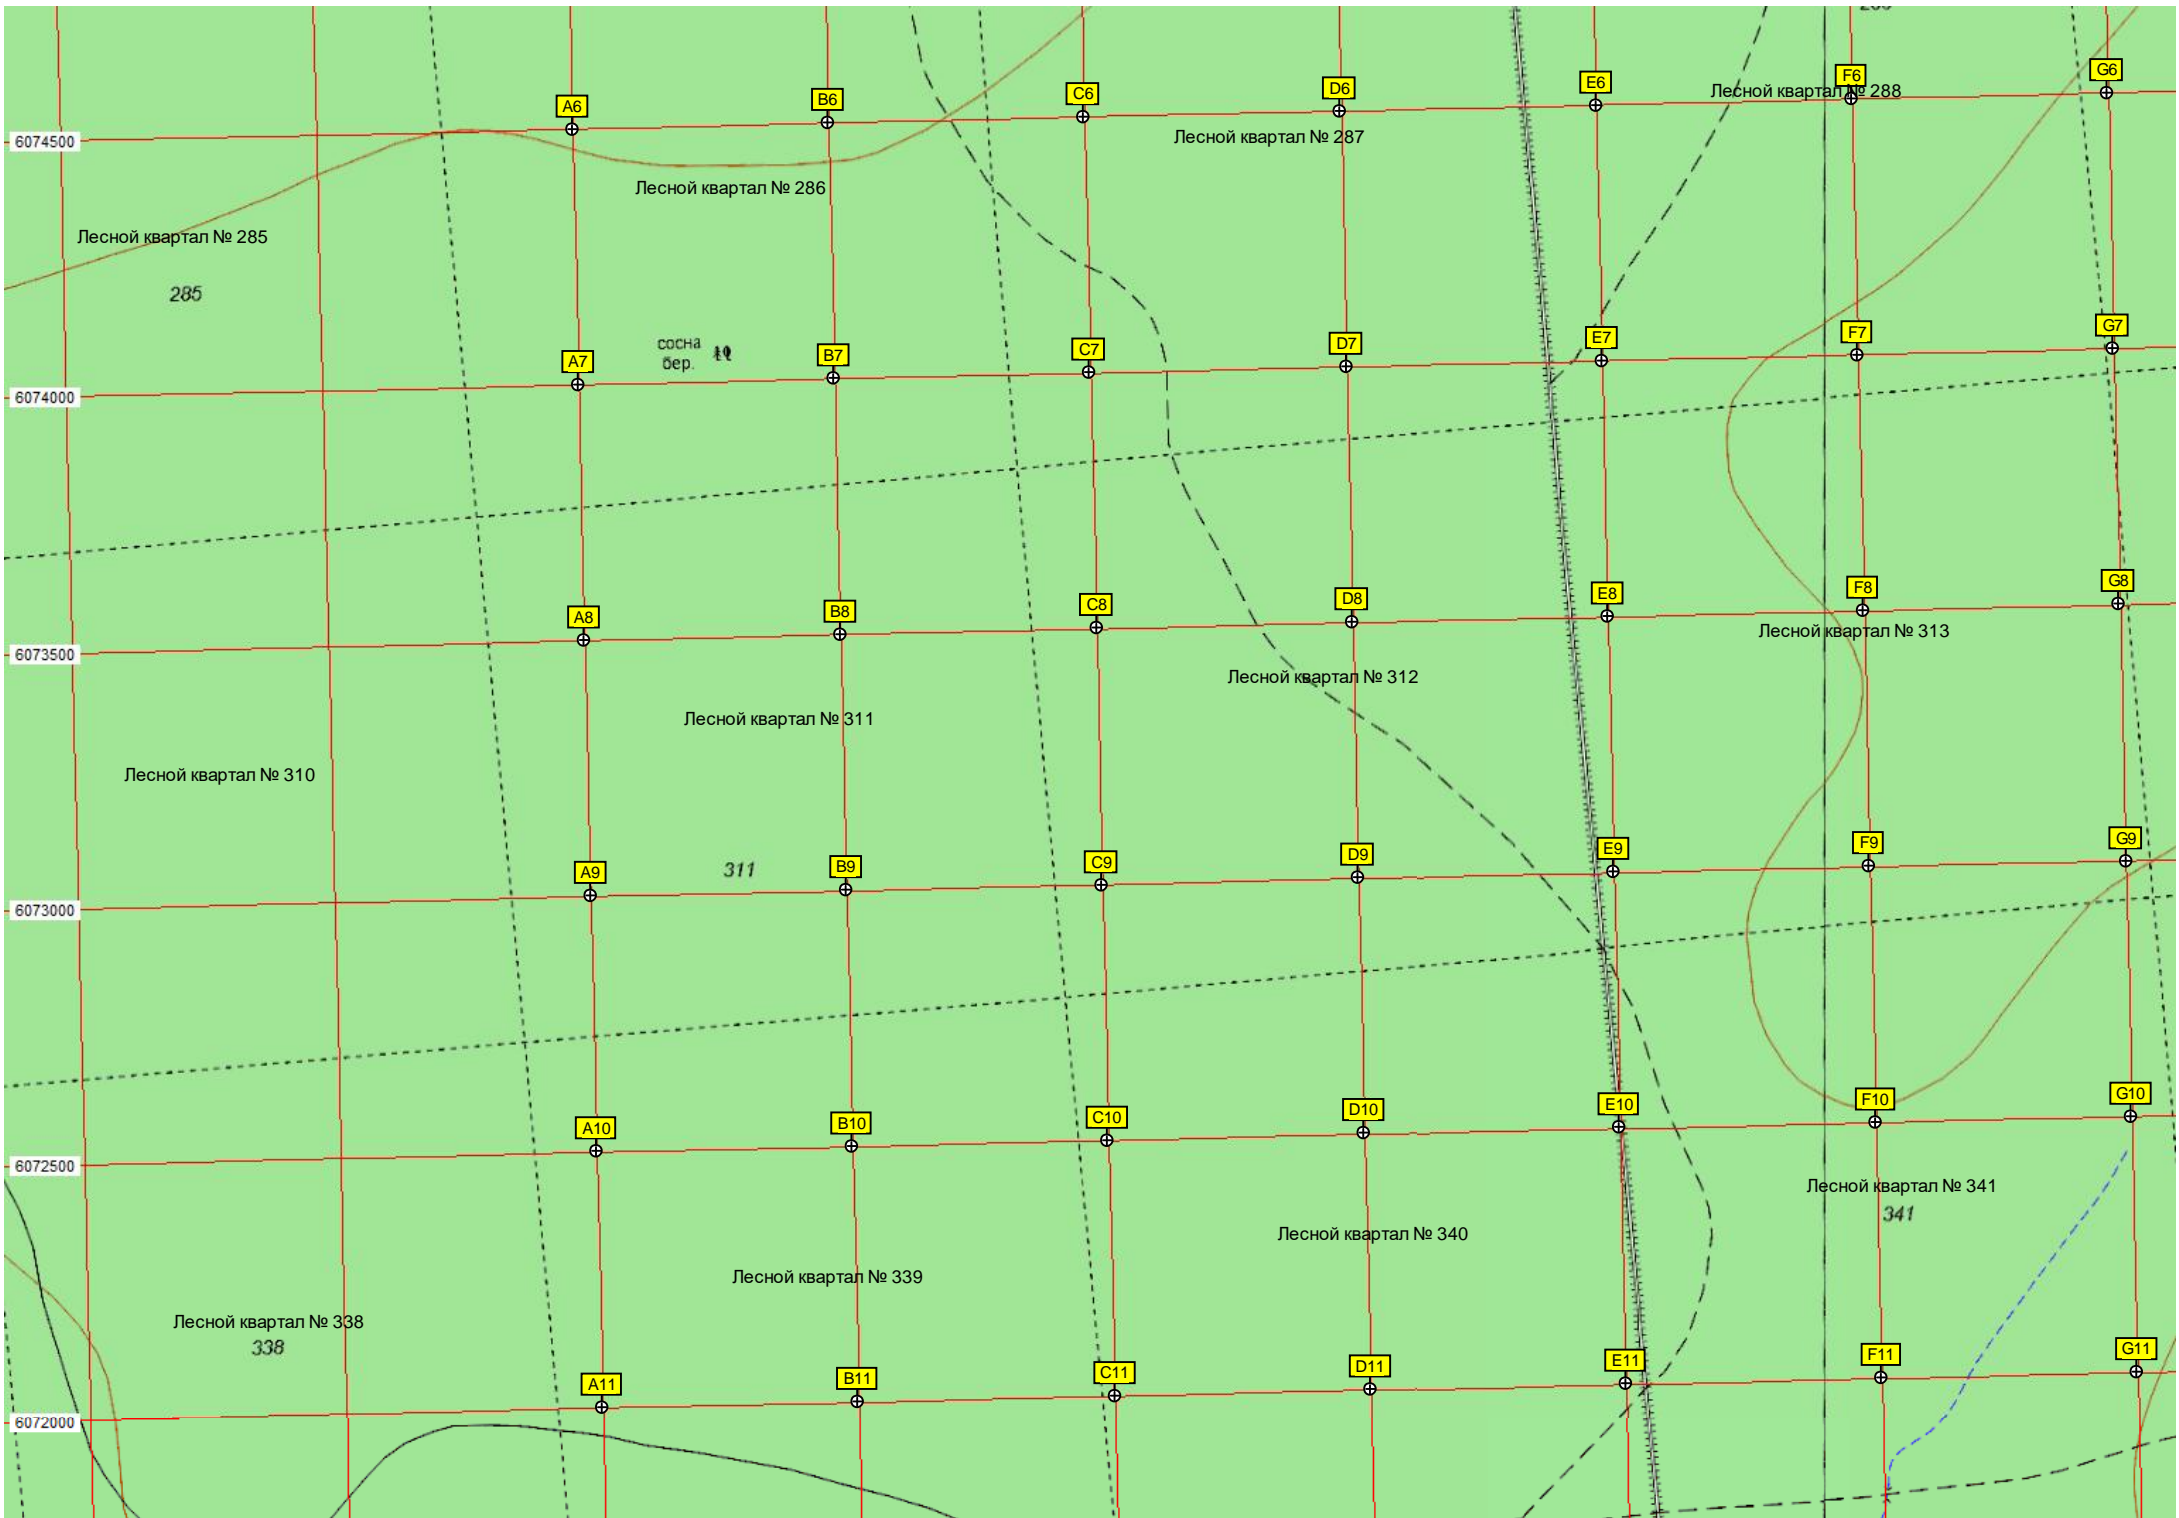 G6
F6
E6
Лесной квартал № 288
D6
C6
B6
A6
Лесной квартал № 287
6074500
Лесной квартал № 286
Лесной квартал № 285
285
G7
F7
E7
D7
сосна
бер.
C7
B7
A7
6074000
G8
F8
E8
D8
C8
B8
A8
Лесной квартал № 313
6073500
Лесной квартал № 312
Лесной квартал № 311
Лесной квартал № 310
G9
F9
E9
D9
C9
B9
311
A9
6073000
G10
F10
E10
D10
C10
B10
A10
6072500
Лесной квартал № 341
341
Лесной квартал № 340
Лесной квартал № 339
Лесной квартал № 338
338
G11
F11
E11
D11
C11
B11
A11
6072000